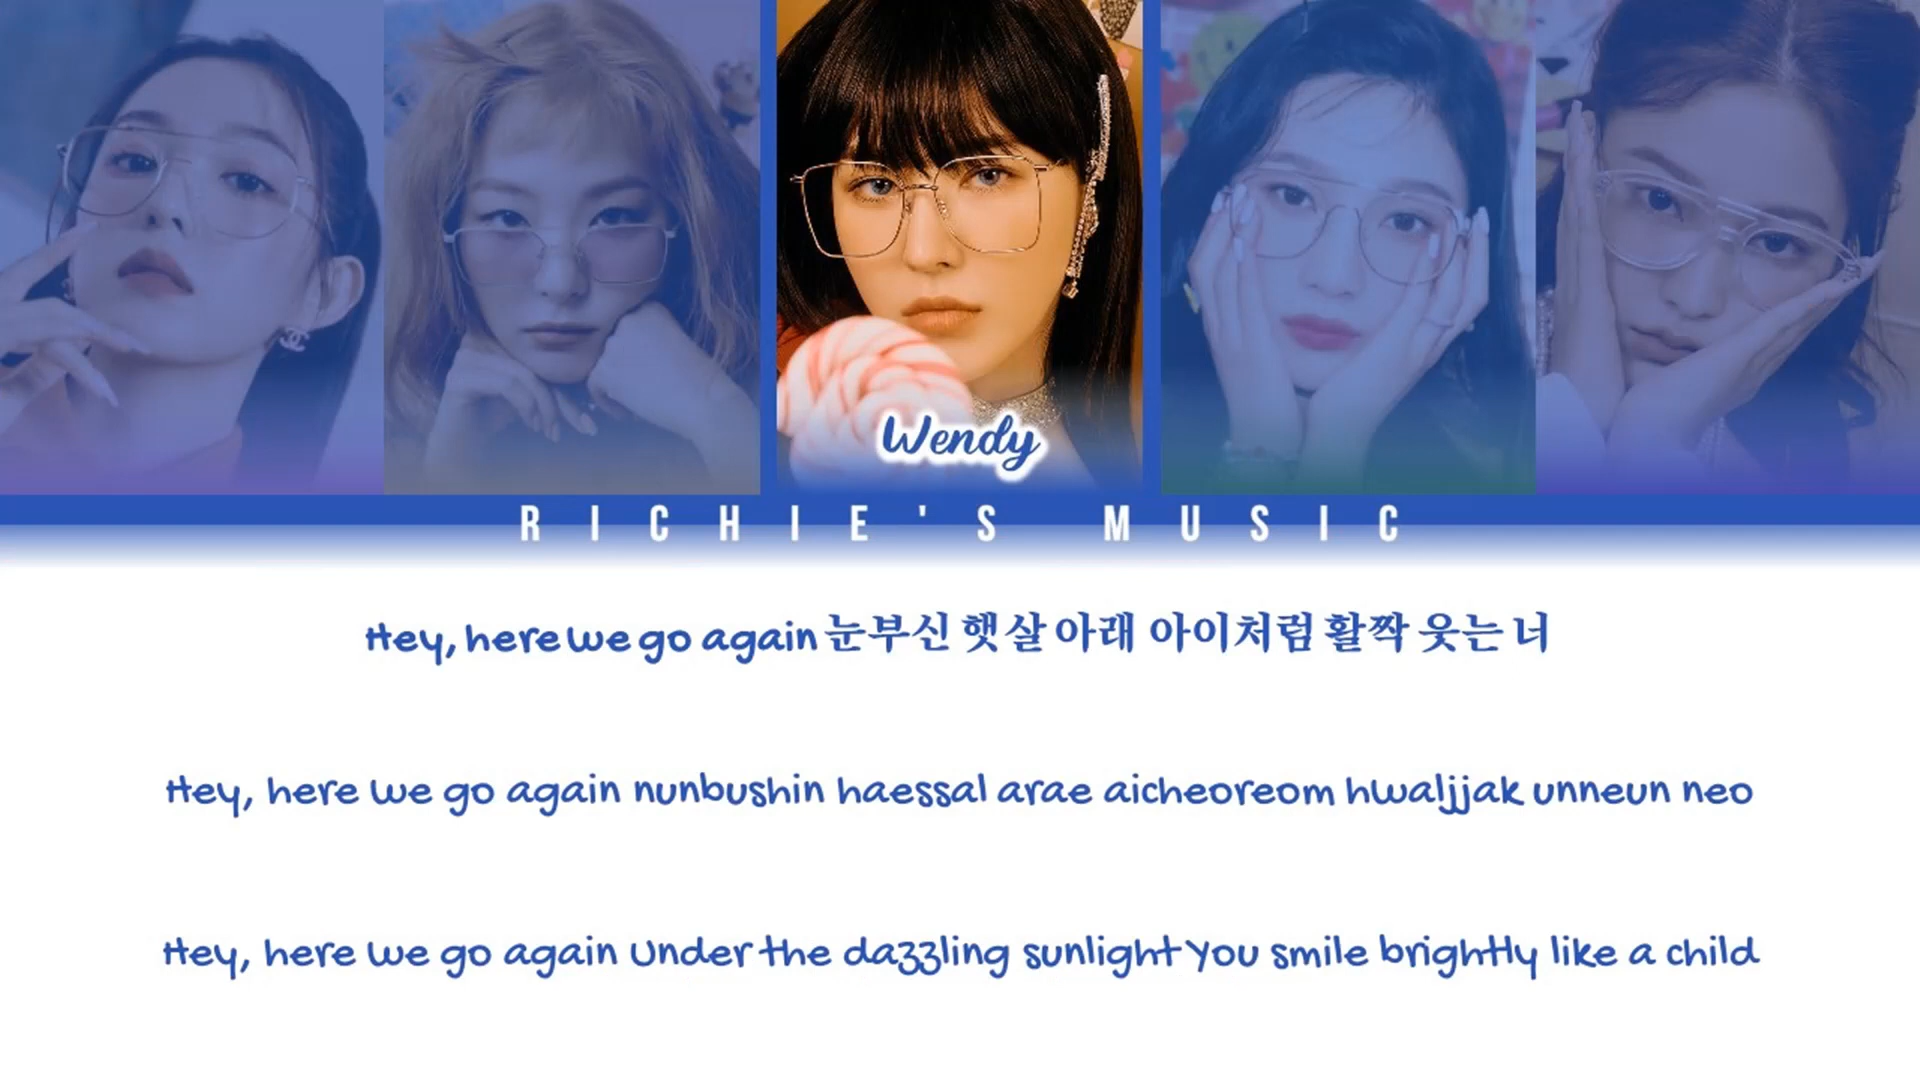 Wendy
RICHIE'S MUSIC
Hey, here we go again 눈부신 햇살 아래 아이처럼 활짝 웃는 너
Hey, here we go again nunbushin haessal arae aicheoreom hwaljjak unneun neo
Hey, here we go again Under the dazzling sunlight You smile brightly like a child